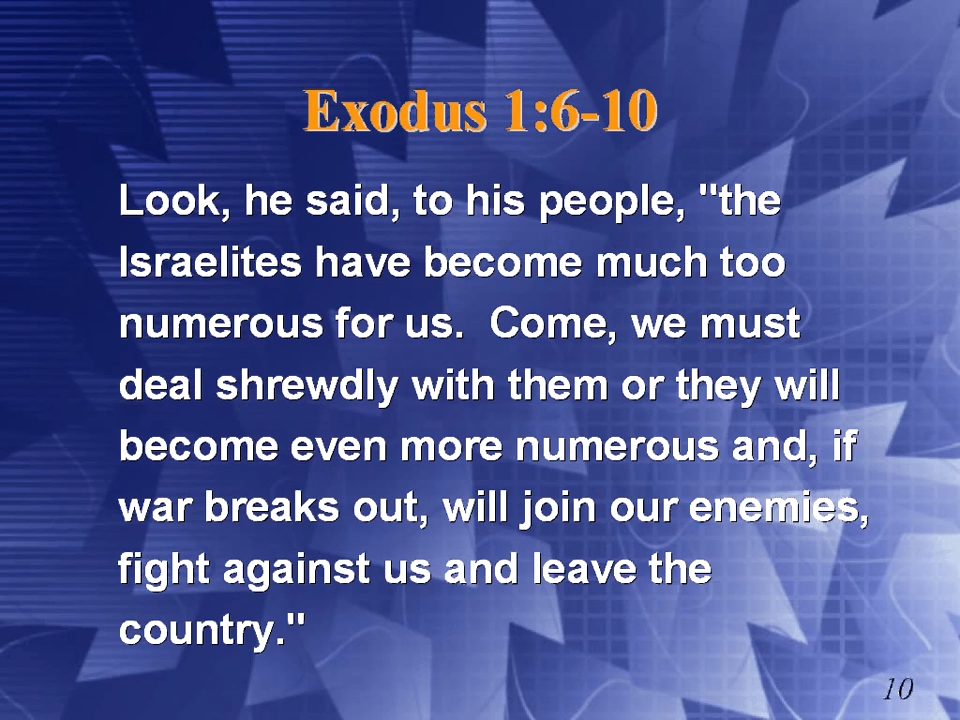 Exodus 1:6-10
Look, he said, to his people, "the
Israelites have become much too
numerous for us.  Come, we must
deal shrewdly with them or they will
become even more numerous and, if
war breaks out, will join our enemies,
fight against us and leave the
country."
10